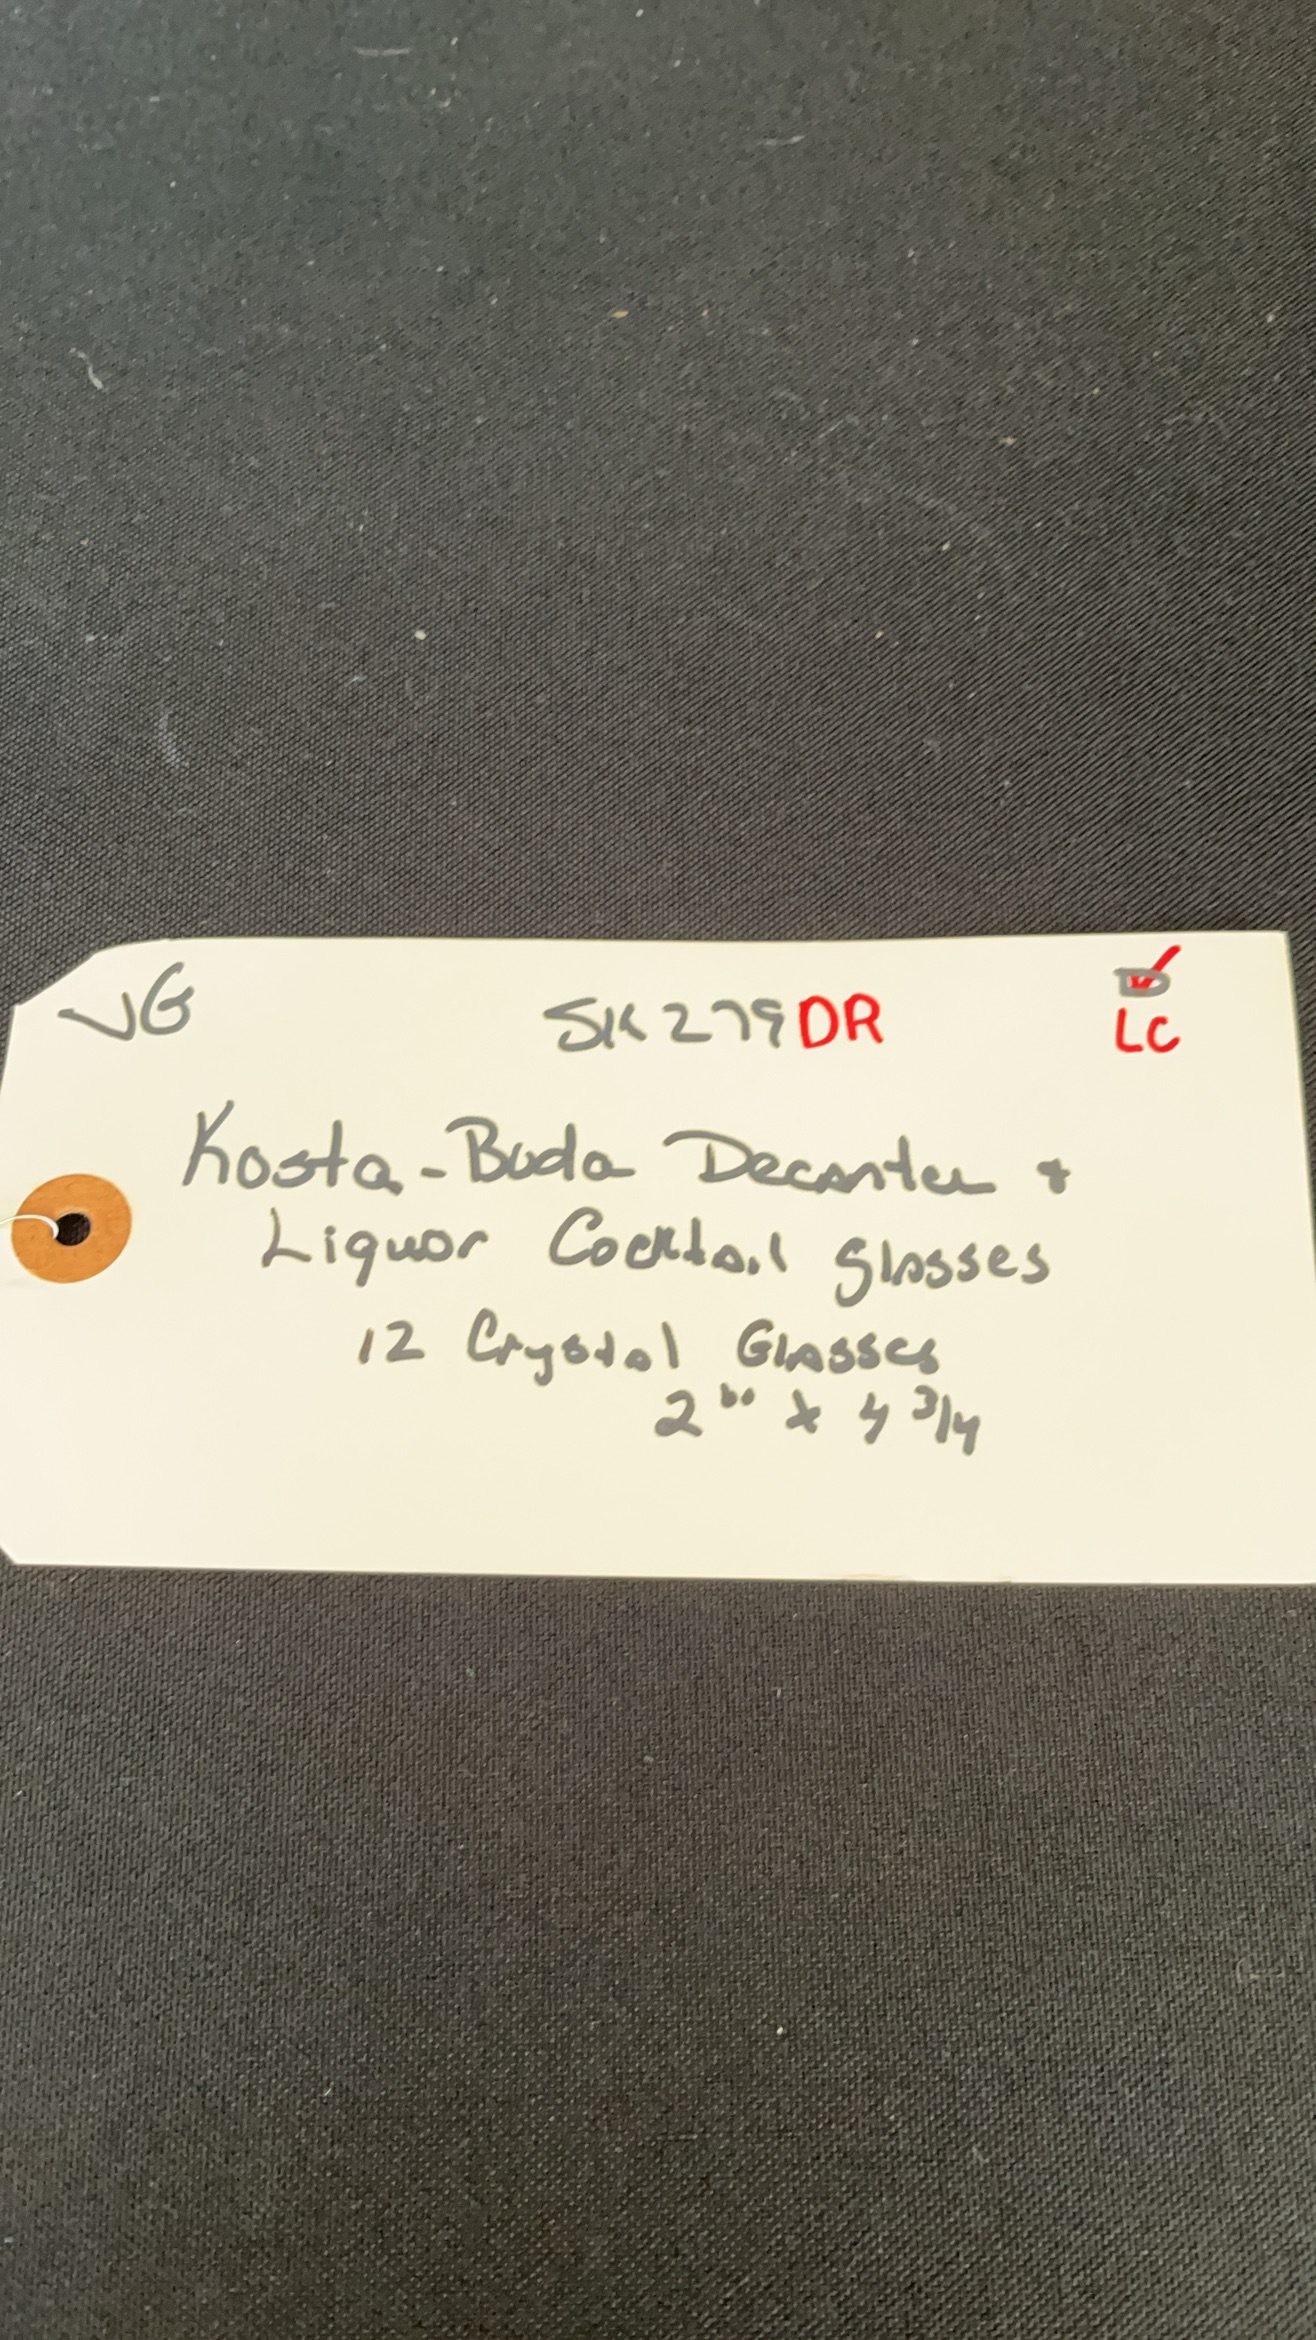 VG SK279DR LC
Kosta-Boda Decanter &
Liquor Cocktail glasses
12 Crystal Glasses
2" x 4 3/4